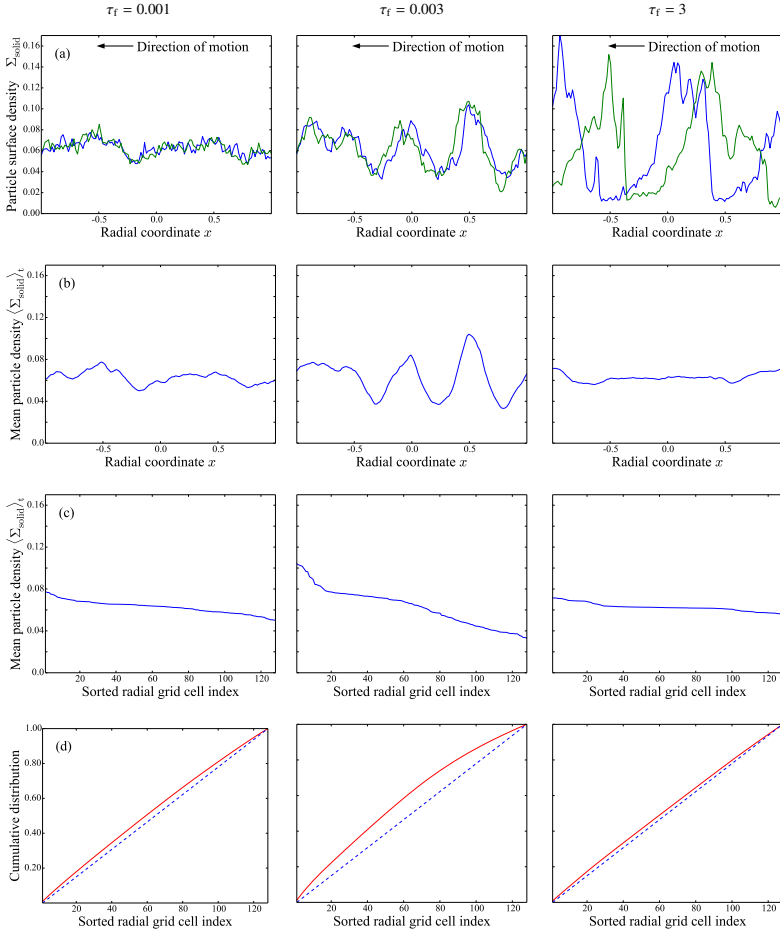 τf = 0.001 τf = 0.003 τf = 3
Particle surface density Σsolid
(a)
Direction of motion
Direction of motion
Direction of motion
0.16
0.14
0.12
0.10
0.08
0.06
0.04
0.02
0.00
-0.5 0.0 0.5
-0.5 0.0 0.5
-0.5 0.0 0.5
Radial coordinate x
Radial coordinate x
Radial coordinate x
Mean particle density ⟨Σsolid⟩t
(b)
0.16
0.12
0.08
0.04
0.0
-0.5 0.0 0.5
-0.5 0.0 0.5
-0.5 0.0 0.5
Radial coordinate x
Radial coordinate x
Radial coordinate x
Mean particle density ⟨Σsolid⟩t
(c)
0.16
0.12
0.08
0.04
0.0
20 40 60 80 100 120
20 40 60 80 100 120
20 40 60 80 100 120
Sorted radial grid cell index
Sorted radial grid cell index
Sorted radial grid cell index
Cumulative distribution
(d)
1.00
0.80
0.60
0.40
0.20
20 40 60 80 100 120
20 40 60 80 100 120
20 40 60 80 100 120
Sorted radial grid cell index
Sorted radial grid cell index
Sorted radial grid cell index